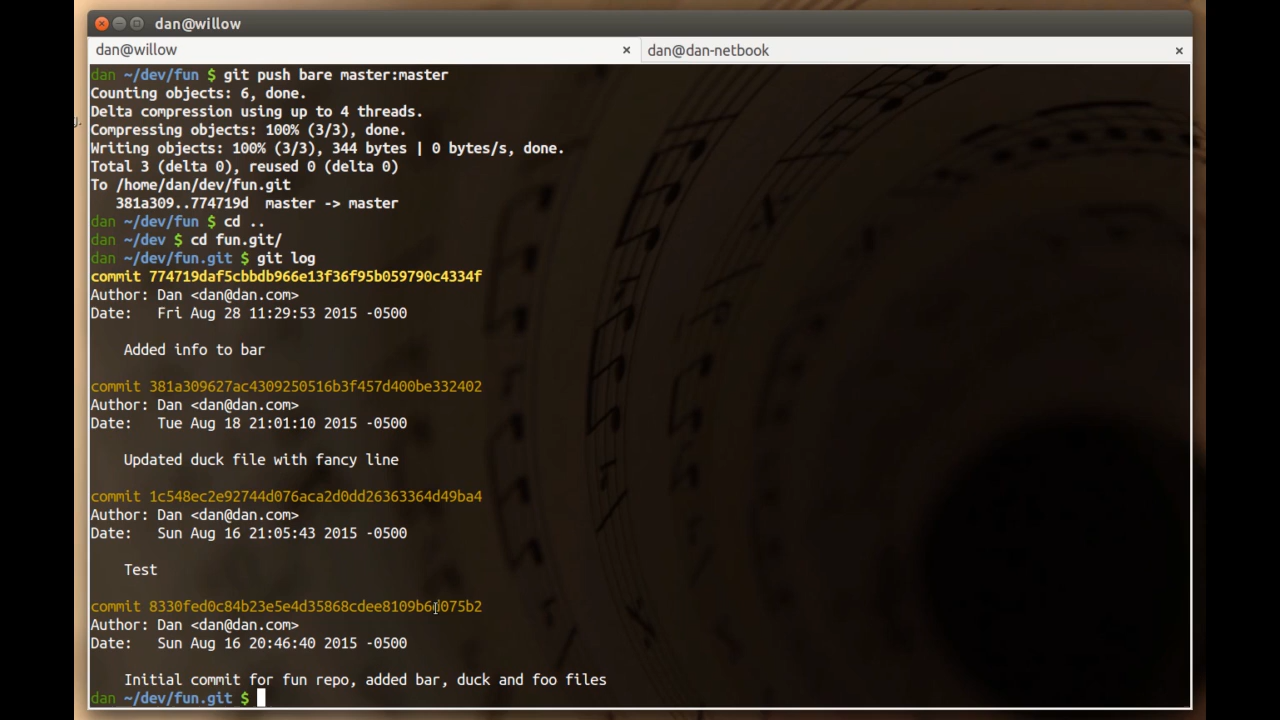 dan@willow
dan@willow × dan@dan-netbook ×
dan ~/dev/fun $ git push bare master:master
Counting objects: 6, done.
Delta compression using up to 4 threads.
Compressing objects: 100% (3/3), done.
Writing objects: 100% (3/3), 344 bytes | 0 bytes/s, done.
Total 3 (delta 0), reused 0 (delta 0)
To /home/dan/dev/fun.git
   381a309..774719d  master -> master
dan ~/dev/fun $ cd ..
dan ~/dev $ cd fun.git/
dan ~/dev/fun.git $ git log
commit 774719daf5cbbdb966e13f36f95b059790c4334f
Author: Dan <dan@dan.com>
Date:   Fri Aug 28 11:29:53 2015 -0500
    Added info to bar
commit 381a309627ac4309250516b3f457d400be332402
Author: Dan <dan@dan.com>
Date:   Tue Aug 18 21:01:10 2015 -0500
    Updated duck file with fancy line
commit 1c548ec2e92744d076aca2d0dd26363364d49ba4
Author: Dan <dan@dan.com>
Date:   Sun Aug 16 21:05:43 2015 -0500
    Test
commit 8330fed0c84b23e5e4d35868cdee8109b6d075b2
Author: Dan <dan@dan.com>
Date:   Sun Aug 16 20:46:40 2015 -0500
    Initial commit for fun repo, added bar, duck and foo files
dan ~/dev/fun.git $